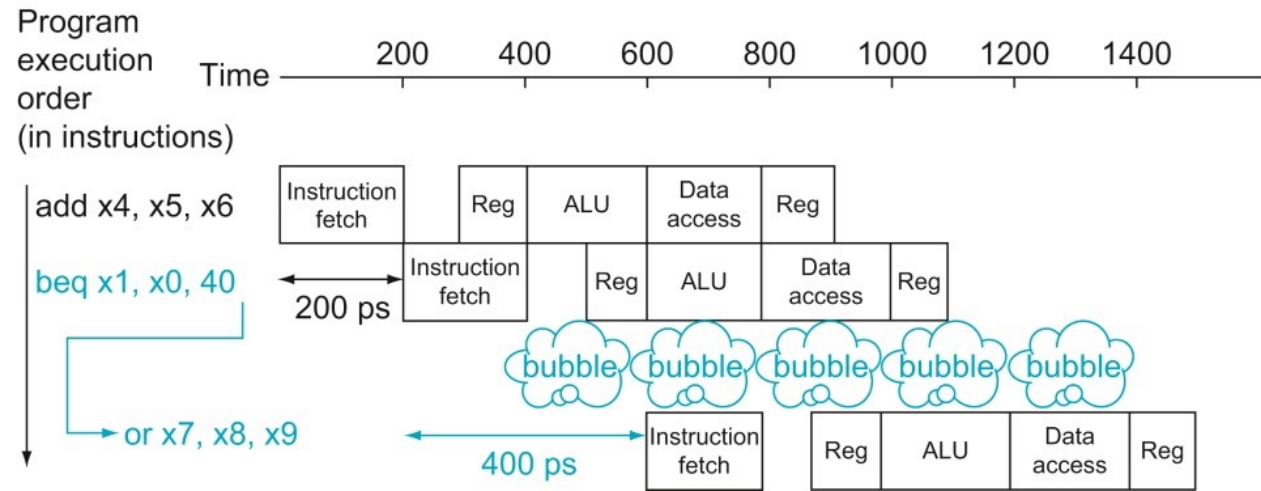 Program
execution
order
(in instructions)
Time
200 400 600 800 1000 1200 1400
add x4, x5, x6
Instruction
fetch
Reg
ALU
Data
access
Reg
beq x1, x0, 40
200 ps
Instruction
fetch
Reg
ALU
Data
access
Reg
bubble bubble bubble bubble bubble
or x7, x8, x9
400 ps
Instruction
fetch
Reg
ALU
Data
access
Reg